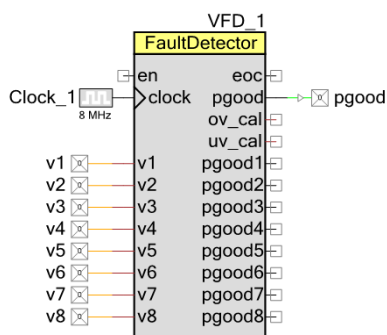 VFD_1
FaultDetector
en eoc
Clock_1 clock pgood pgood
8 MHz
ov_cal
uv_cal
v1 v1 pgood1
v2 v2 pgood2
v3 v3 pgood3
v4 v4 pgood4
v5 v5 pgood5
v6 v6 pgood6
v7 v7 pgood7
v8 v8 pgood8